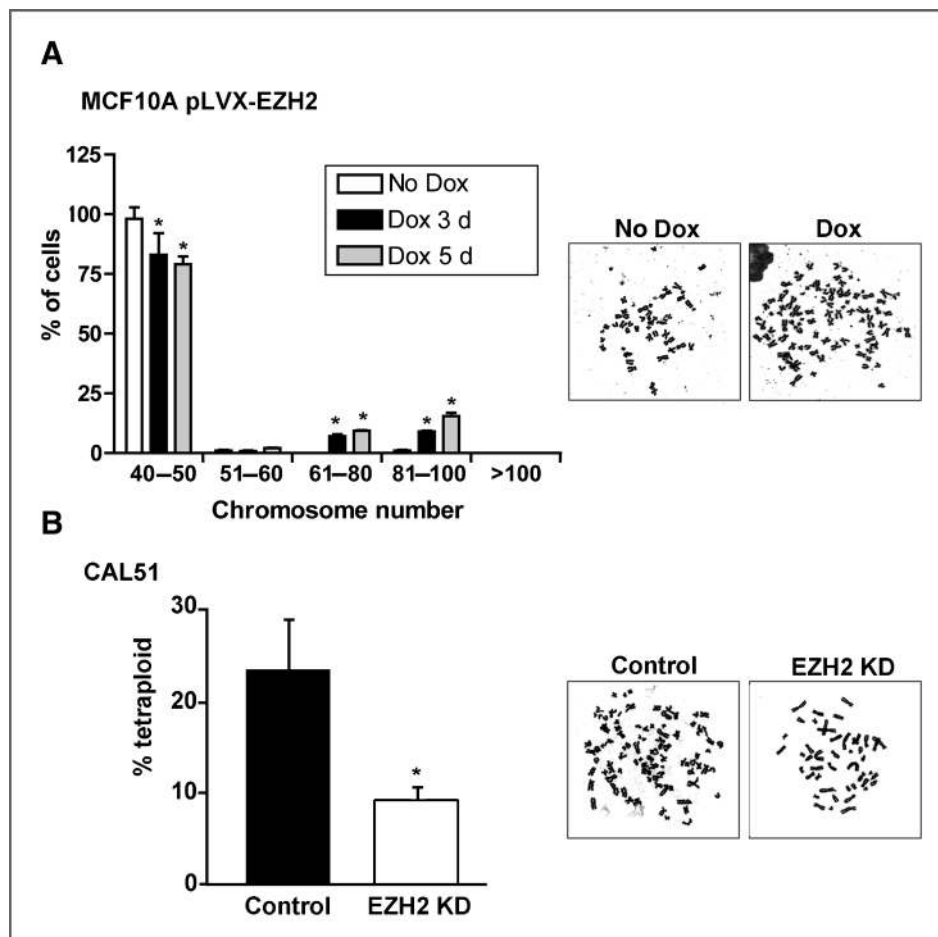 A
MCF10A pLVX-EZH2
125
100
75
50
25
0
% of cells
No Dox
Dox 3 d
Dox 5 d
*
*
*
*
*
*
40–50
51–60
61–80
81–100
>100
Chromosome number
No Dox
Dox
B
CAL51
30
20
10
0
% tetraploid
*
Control
EZH2 KD
Control
EZH2 KD